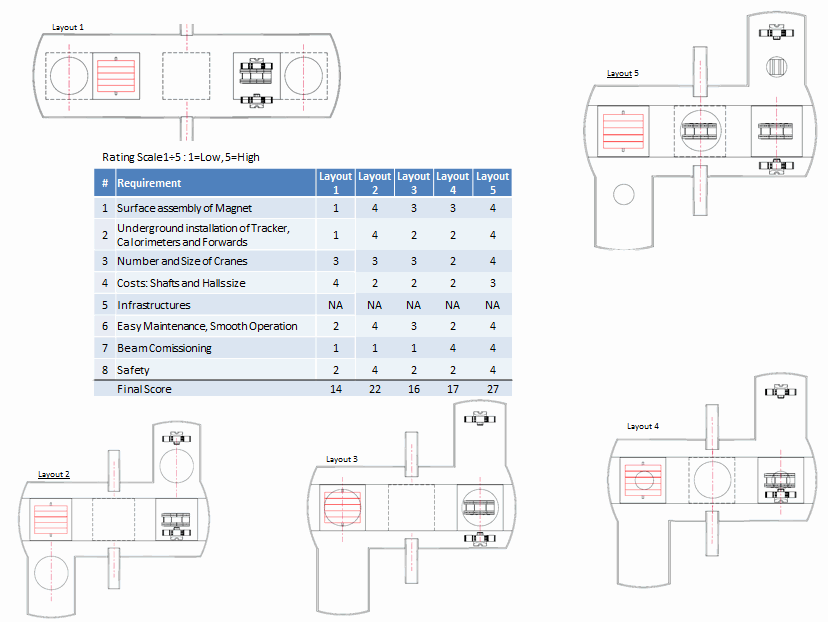 Layout 1
Layout 5
Rating Scale1÷5 : 1=Low, 5=High
# Requirement Layout 1 Layout 2 Layout 3 Layout 4 Layout 5
1 Surface assembly of Magnet 1 4 3 3 4
2 Underground installation of Tracker, Calorimeters and Forwards 1 4 2 2 4
3 Number and Size of Cranes 3 3 3 2 4
4 Costs: Shafts and Halls size 4 2 2 2 3
5 Infrastructures NA NA NA NA NA
6 Easy Maintenance, Smooth Operation 2 4 3 2 4
7 Beam Comissioning 1 1 1 4 4
8 Safety 2 4 2 2 4
Final Score 14 22 16 17 27
Layout 4
Layout 3
Layout 2